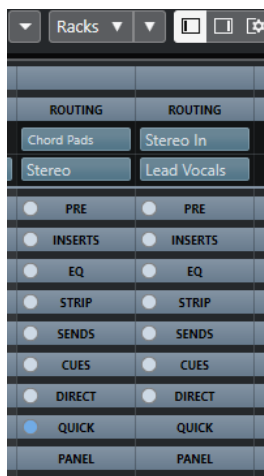 Racks
ROUTING ROUTING
Chord Pads Stereo In
Stereo Lead Vocals
PRE PRE
INSERTS INSERTS
EQ EQ
STRIP STRIP
SENDS SENDS
CUES CUES
DIRECT DIRECT
QUICK QUICK
PANEL PANEL